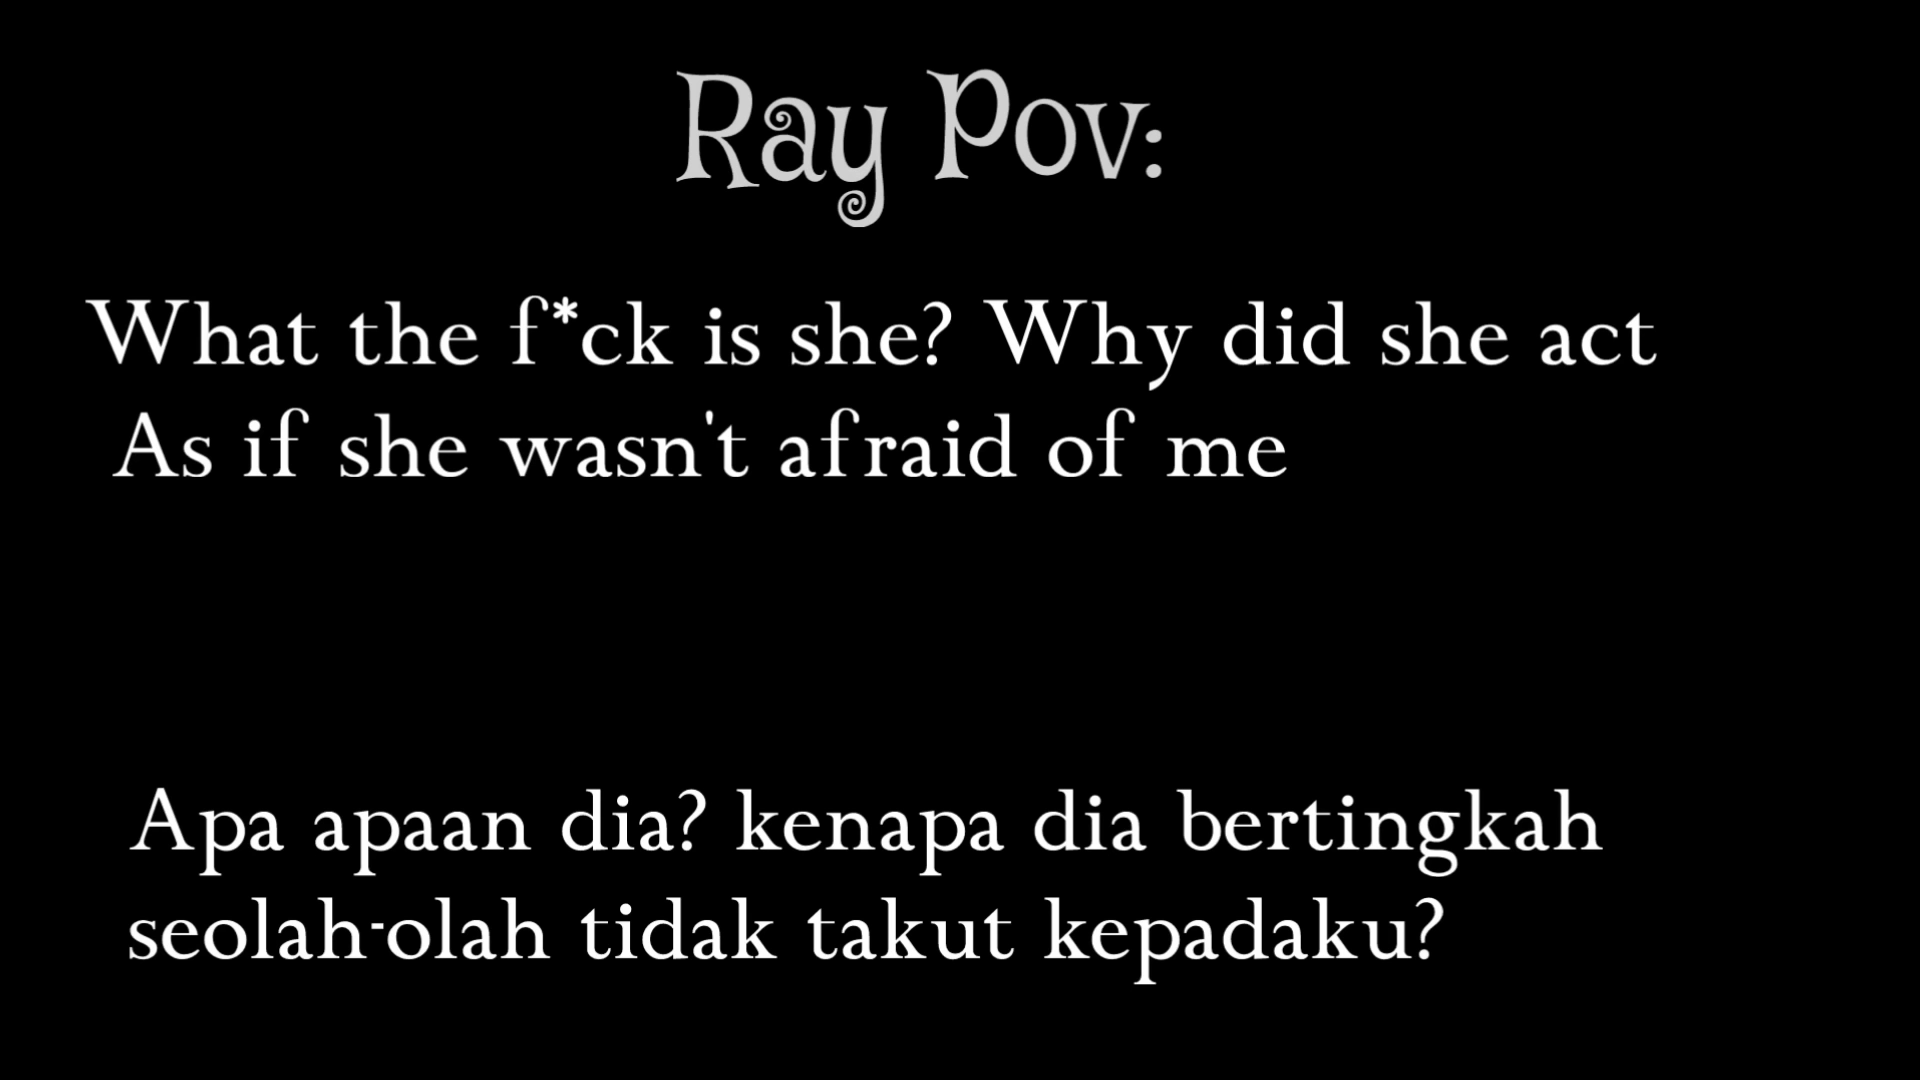 Ray Pov:
What the f*ck is she? Why did she act
As if she wasn't afraid of me
Apa apaan dia? kenapa dia bertingkah
seolah-olah tidak takut kepadaku?